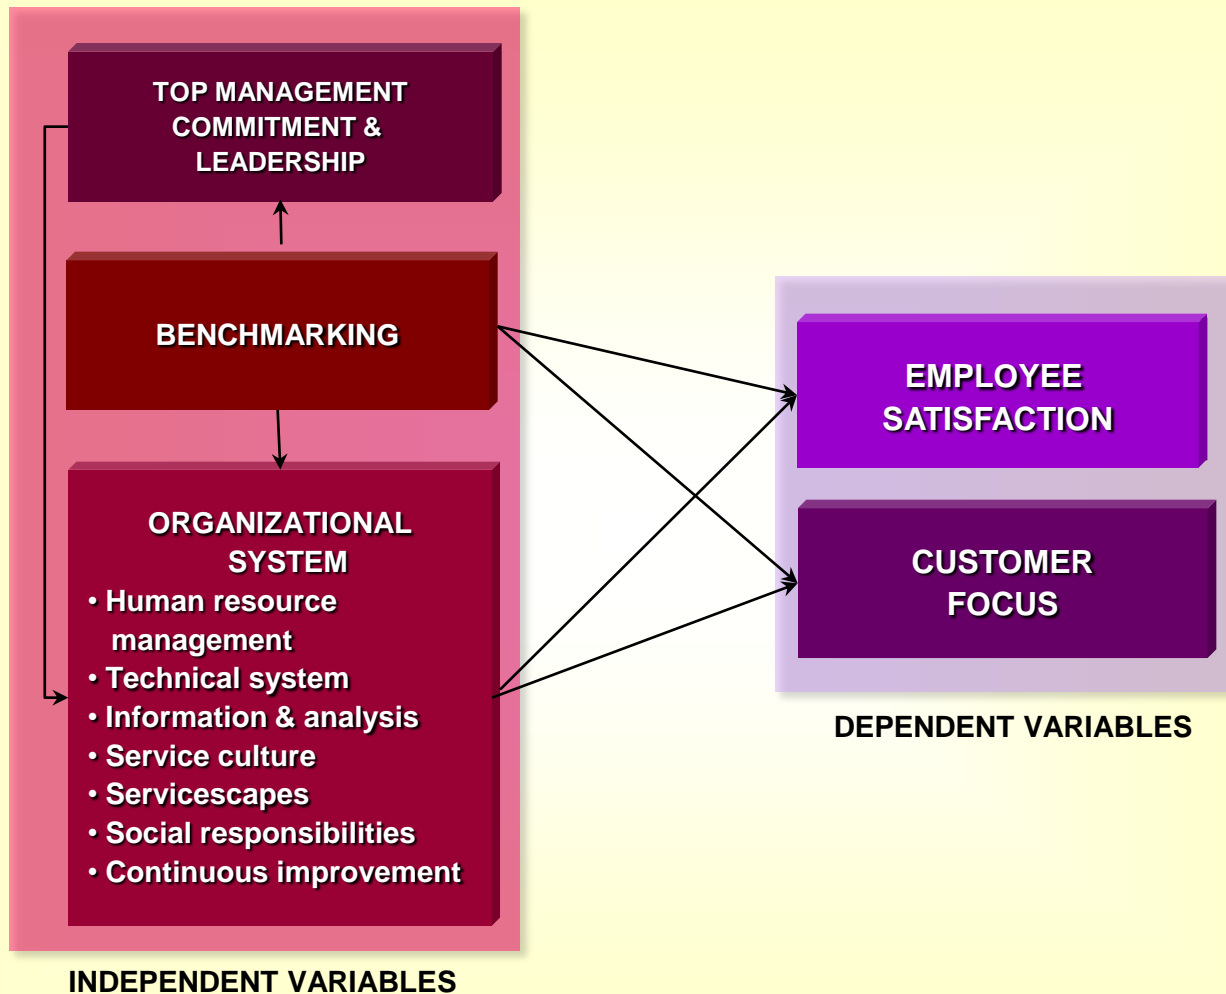 TOP MANAGEMENT
COMMITMENT &
LEADERSHIP
BENCHMARKING
ORGANIZATIONAL
SYSTEM
• Human resource
management
• Technical system
• Information & analysis
• Service culture
• Servicescapes
• Social responsibilities
• Continuous improvement
INDEPENDENT VARIABLES
EMPLOYEE
SATISFACTION
CUSTOMER
FOCUS
DEPENDENT VARIABLES